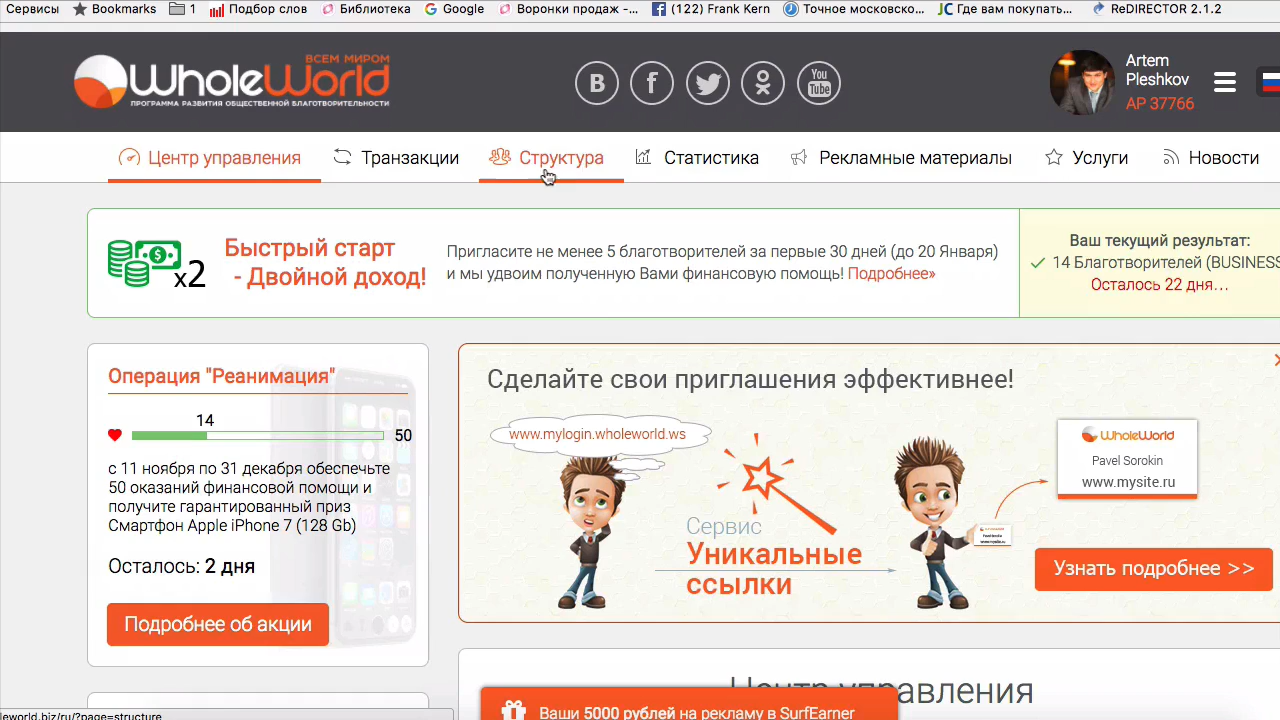 Сервисы
Bookmarks
1
Подбор слов
Библиотека
Google
Воронки продаж -...
(122) Frank Kern
Точное московско...
Где вам покупать...
ReDIRECTOR 2.1.2
ВСЕМ МИРОМ
WholeWorld
ПРОГРАММА РАЗВИТИЯ ОБЩЕСТВЕННОЙ БЛАГОТВОРИТЕЛЬНОСТИ
You
Tube
Artem
Pleshkov
AP 37766
Центр управления
Транзакции
Структура
Статистика
Рекламные материалы
Услуги
Новости
x2
Быстрый старт
- Двойной доход!
Пригласите не менее 5 благотворителей за первые 30 дней (до 20 Января)
и мы удвоим полученную Вами финансовую помощь! Подробнее»
Ваш текущий результат:
14 Благотворителей (BUSINESS
Осталось 22 дня...
Операция "Реанимация"
14
50
с 11 ноября по 31 декабря обеспечьте
50 оказаний финансовой помощи и
получите гарантированный приз
Смартфон Apple iPhone 7 (128 Gb)
Осталось: 2 дня
Подробнее об акции
Сделайте свои приглашения эффективнее!
www.mylogin.wholeworld.ws
Сервис
Уникальные
ссылки
WholeWorld
Pavel Sorokin
www.mysite.ru
Узнать подробнее >>
Центр управления
Ваши 5000 рублей на рекламу в SurfEarner
leworld.biz/ru/?page=structure